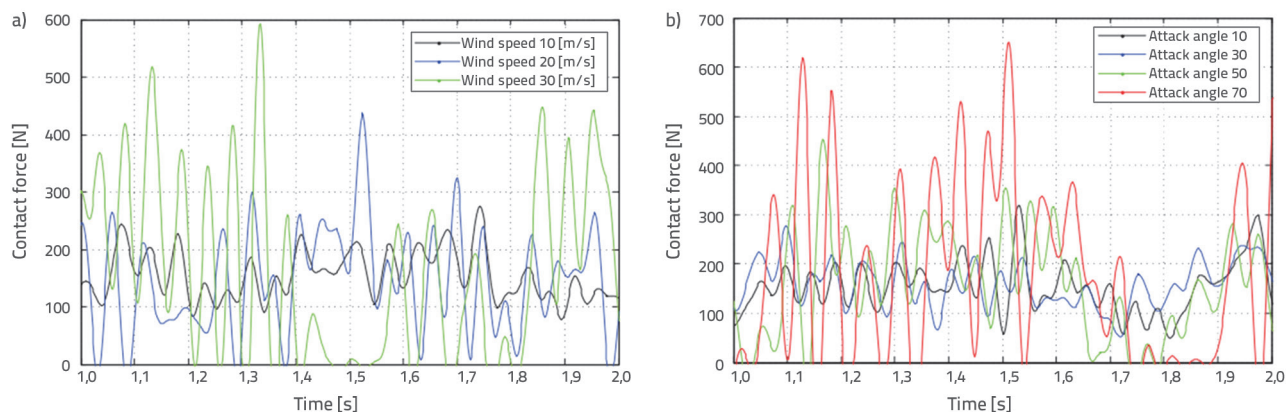 a)
Contact force [N]
600
500
400
300
200
100
0
Wind speed 10 [m/s]
Wind speed 20 [m/s]
Wind speed 30 [m/s]
1,0 1,1 1,2 1,3 1,4 1,5 1,6 1,7 1,8 1,9 2,0
Time [s]
b)
Contact force [N]
700
600
500
400
300
200
100
0
Attack angle 10
Attack angle 30
Attack angle 50
Attack angle 70
1,0 1,1 1,2 1,3 1,4 1,5 1,6 1,7 1,8 1,9 2,0
Time [s]